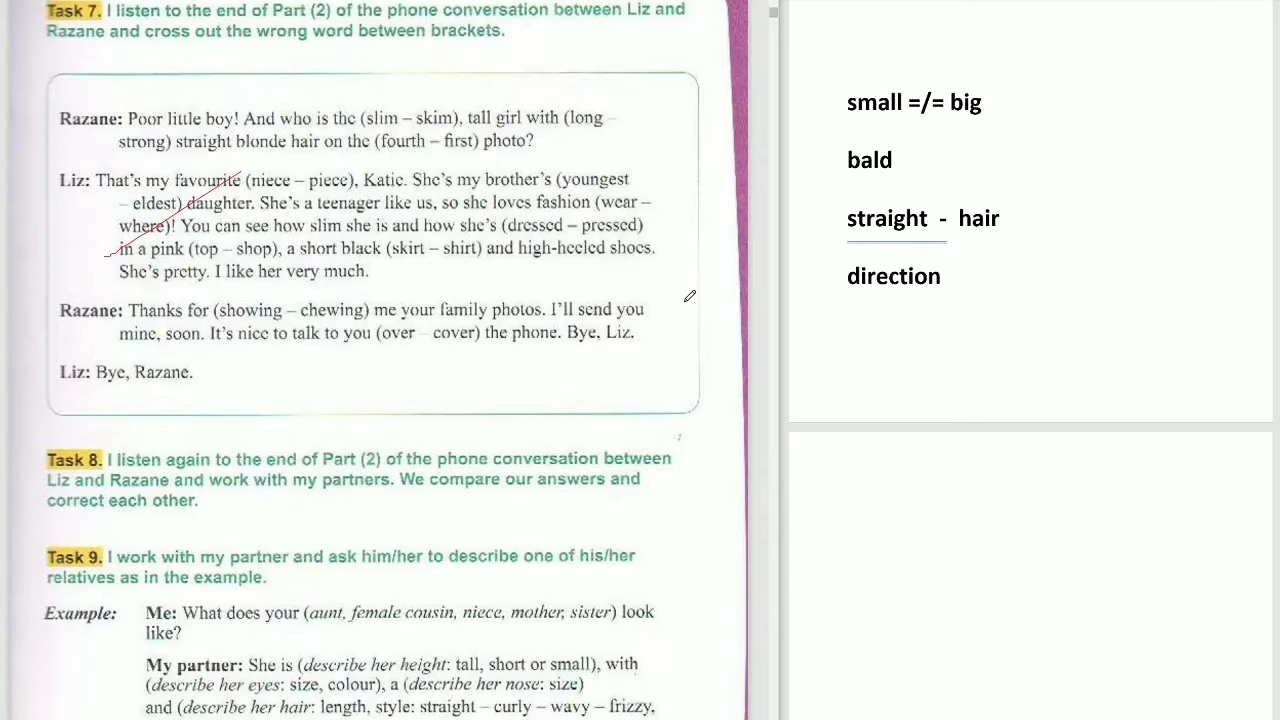 Task 7. I listen to the end of Part (2) of the phone conversation between Liz and
Razane and cross out the wrong word between brackets.
Razane: Poor little boy! And who is the (slim – skim), tall girl with (long –
strong) straight blonde hair on the (fourth – first) photo?
Liz: That's my favourite (niece – piece), Katie. She's my brother's (youngest
– eldest) daughter. She's a teenager like us, so she loves fashion (wear –
where)! You can see how slim she is and how she's (dressed – pressed)
in a pink (top – shop), a short black (skirt – shirt) and high-heeled shoes.
She's pretty. I like her very much.
Razane: Thanks for (showing – chewing) me your family photos. I'll send you
mine, soon. It's nice to talk to you (over – cover) the phone. Bye, Liz.
Liz: Bye, Razane.
Task 8. I listen again to the end of Part (2) of the phone conversation between
Liz and Razane and work with my partners. We compare our answers and
correct each other.
Task 9. I work with my partner and ask him/her to describe one of his/her
relatives as in the example.
Example: Me: What does your (aunt, female cousin, niece, mother, sister) look
like?
My partner: She is (describe her height: tall, short or small), with
(describe her eyes: size, colour), a (describe her nose: size)
and (describe her hair: length, style: straight – curly – wavy – frizzy,
small =/= big
bald
straight - hair
direction